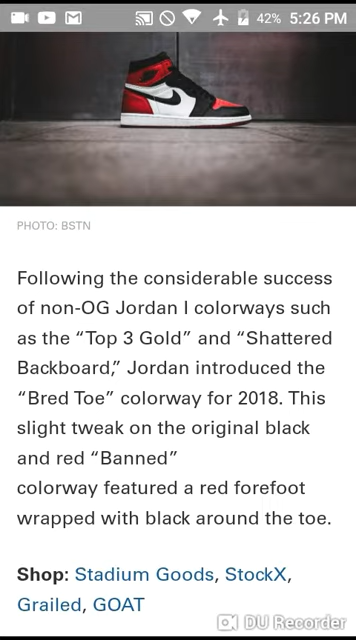 42% 5:26 PM
PHOTO: BSTN
Following the considerable success
of non-OG Jordan I colorways such
as the “Top 3 Gold” and “Shattered
Backboard,” Jordan introduced the
“Bred Toe” colorway for 2018. This
slight tweak on the original black
and red “Banned”
colorway featured a red forefoot
wrapped with black around the toe.
Shop: Stadium Goods, StockX,
Grailed, GOAT
DU Recorder